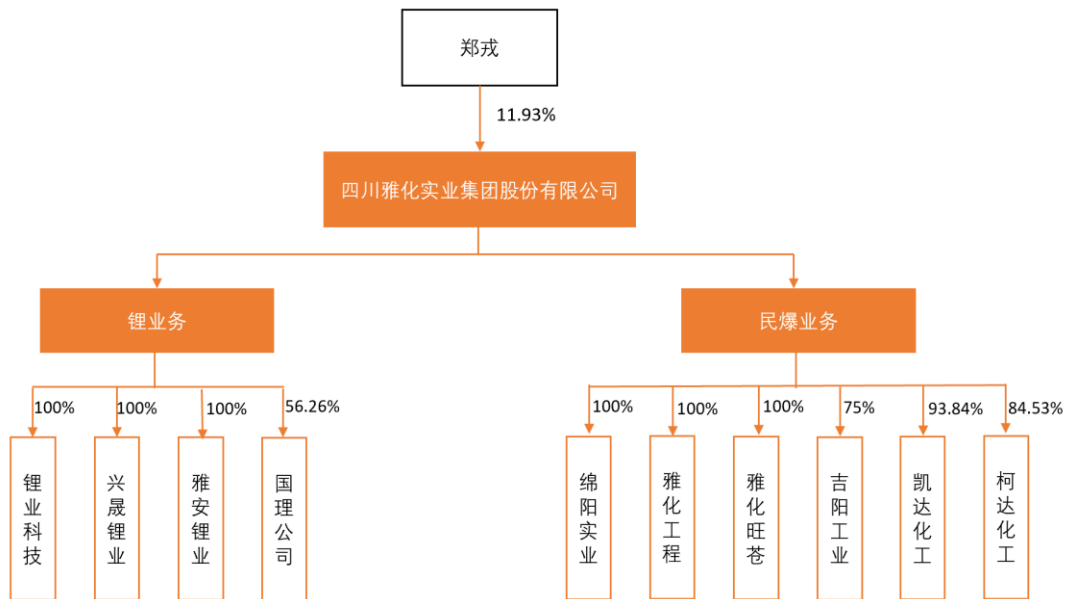 郑戎
11.93%
四川雅化实业集团股份有限公司
锂业务
民爆业务
100%
100%
100%
56.26%
100%
100%
100%
75%
93.84%
84.53%
锂业科技
兴晟锂业
雅安锂业
国理公司
绵阳实业
雅化工程
雅化旺苍
吉阳工业
凯达化工
柯达化工